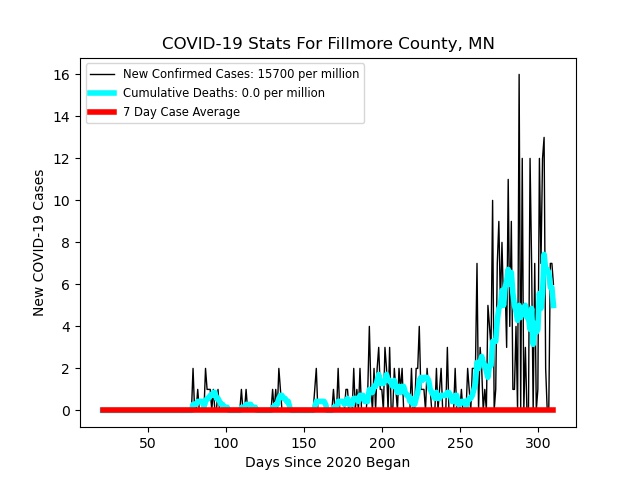 COVID-19 Stats For Fillmore County, MN
New Confirmed Cases: 15700 per million
Cumulative Deaths: 0.0 per million
7 Day Case Average
New COVID-19 Cases
16
14
12
10
8
6
4
2
0
50 100 150 200 250 300
Days Since 2020 Began